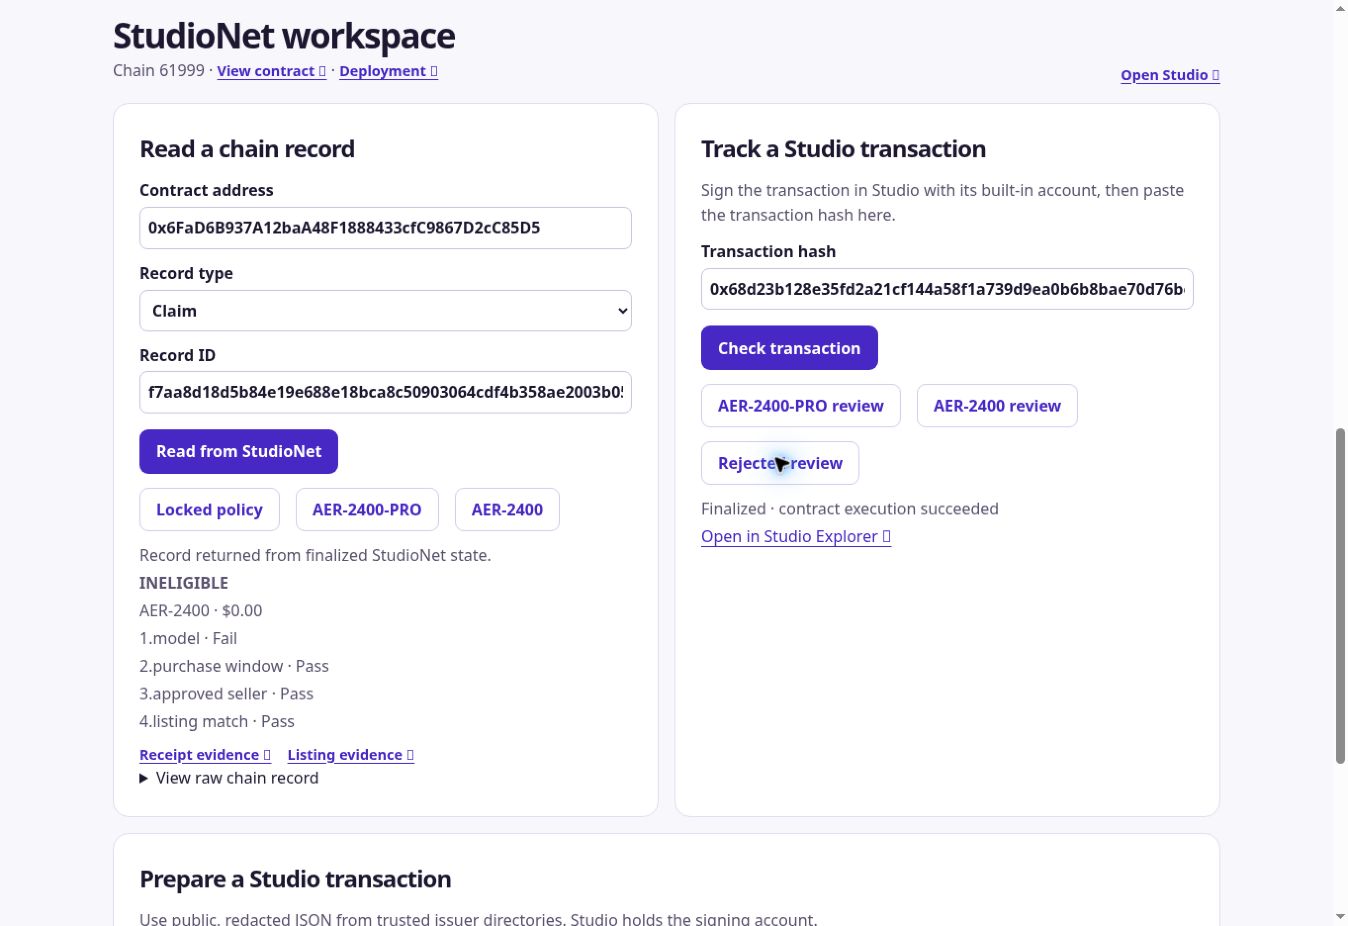 StudioNet workspace
Chain 61999 · View contract · Deployment
Open Studio
Read a chain record
Contract address
0x6FaD6B937A12baA48F1888433cfC9867D2cC85D5
Record type
Claim
Record ID
f7aa8d18d5b84e19e688e18bca8c50903064cdf4b358ae2003b05
Read from StudioNet
Locked policy
AER-2400-PRO
AER-2400
Record returned from finalized StudioNet state.
INELIGIBLE
AER-2400 · $0.00
1.model · Fail
2.purchase window · Pass
3.approved seller · Pass
4.listing match · Pass
Receipt evidence
Listing evidence
View raw chain record
Track a Studio transaction
Sign the transaction in Studio with its built-in account, then paste
the transaction hash here.
Transaction hash
0x68d23b128e35fd2a21cf144a58f1a739d9ea0b6b8bae70d76b
Check transaction
AER-2400-PRO review
AER-2400 review
Rejected review
Finalized · contract execution succeeded
Open in Studio Explorer
Prepare a Studio transaction
Use public, redacted JSON from trusted issuer directories. Studio holds the signing account.